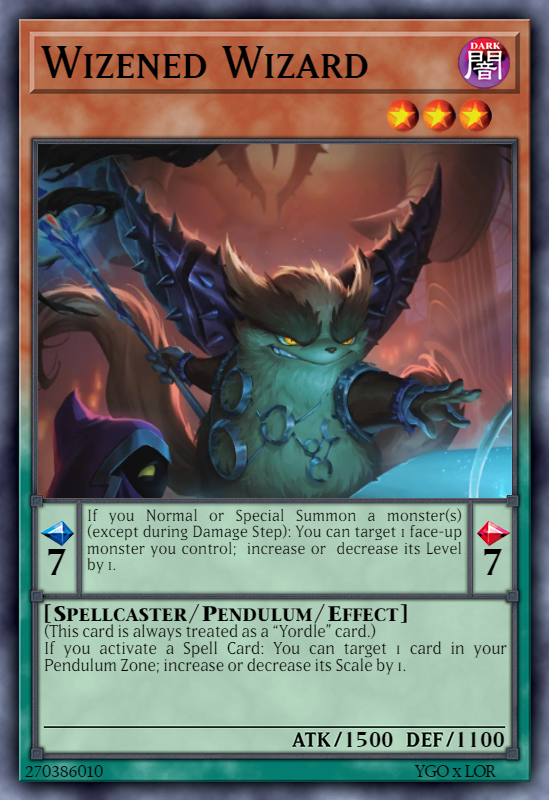 Wizened Wizard
DARK
闇
If you Normal or Special Summon a monster(s)
(except during Damage Step): You can target 1 face-up
monster you control; increase or decrease its Level
by 1.
7
7
[Spellcaster/Pendulum/Effect]
(This card is always treated as a “Yordle” card.)
If you activate a Spell Card: You can target 1 card in your
Pendulum Zone; increase or decrease its Scale by 1.
ATK/1500 DEF/1100
270386010
YGO x LOR